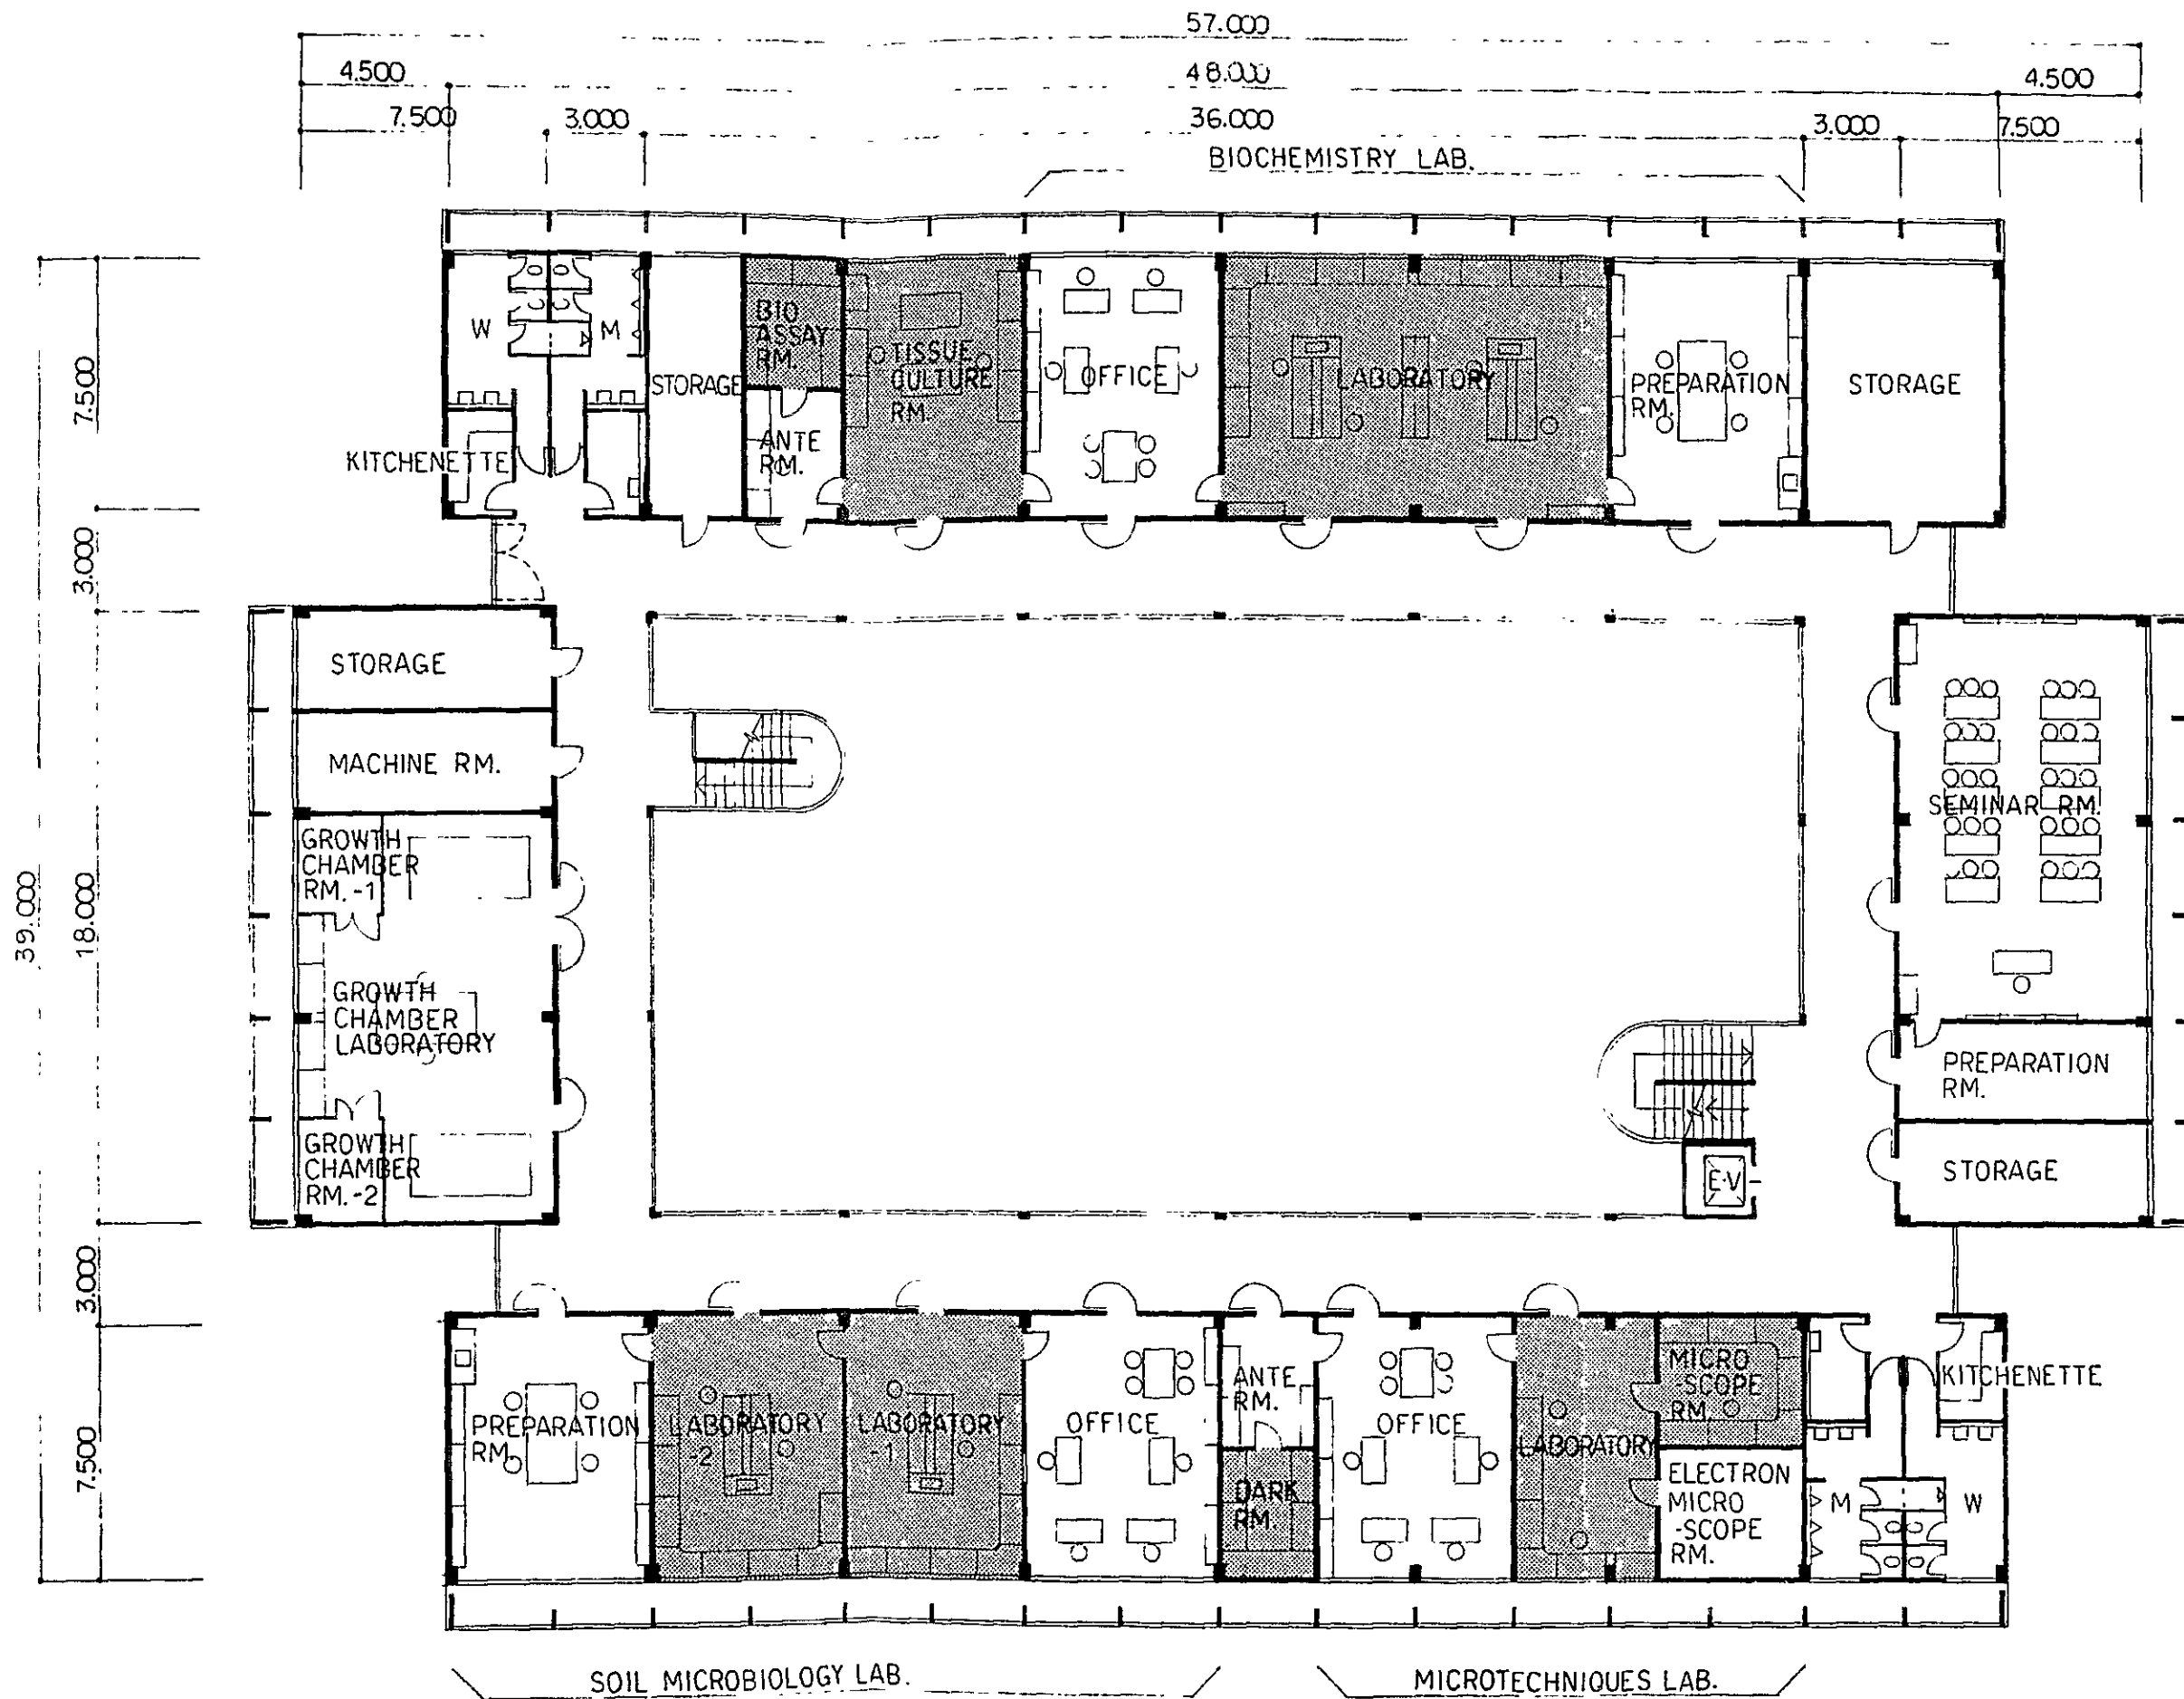 57.000
4.500
48.000
4.500
7.500
3.000
36.000
3.000
7.500
BIOCHEMISTRY LAB.
W
M
STORAGE
BIO
ASSAY
RM.
TISSUE
CULTURE
RM.
OFFICE
LABORATORY
PREPARATION
RM.
STORAGE
KITCHENETTE
ANTE
RM.
7.500
3.000
18.000
39.000
3.000
7.500
STORAGE
MACHINE RM.
GROWTH
CHAMBER
RM.-1
GROWTH
CHAMBER
LABORATORY
GROWTH
CHAMBER
RM.-2
SEMINAR RM.
PREPARATION
RM.
STORAGE
E·V
PREPARATION
RM.
LABORATORY
-2
LABORATORY
-1
OFFICE
ANTE
RM.
DARK
RM.
OFFICE
LABORATORY
MICRO
-SCOPE
RM.
ELECTRON
MICRO
-SCOPE
RM.
KITCHENETTE
M
W
SOIL MICROBIOLOGY LAB.
MICROTECHNIQUES LAB.